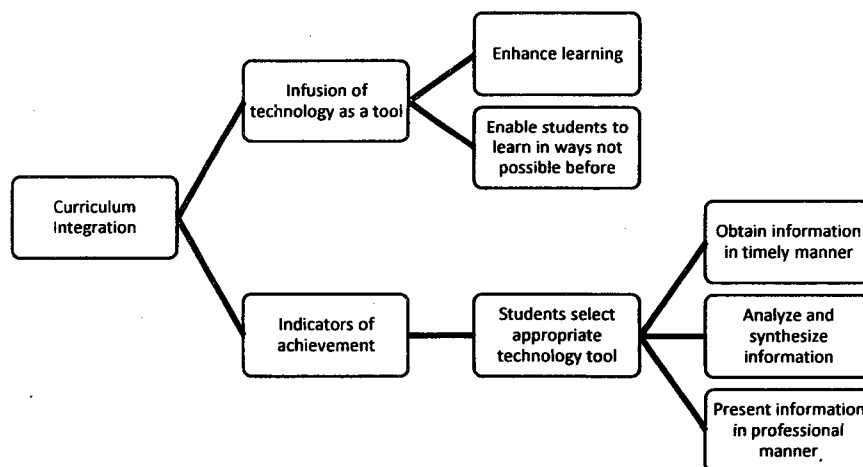 Enhance learning
Infusion of
technology as a tool
Enable students to
learn in ways not
possible before
Curriculum
Integration
Obtain information
in timely manner
Indicators of
achievement
Students select
appropriate
technology tool
Analyze and
synthesize
information
Present information
in professional
manner